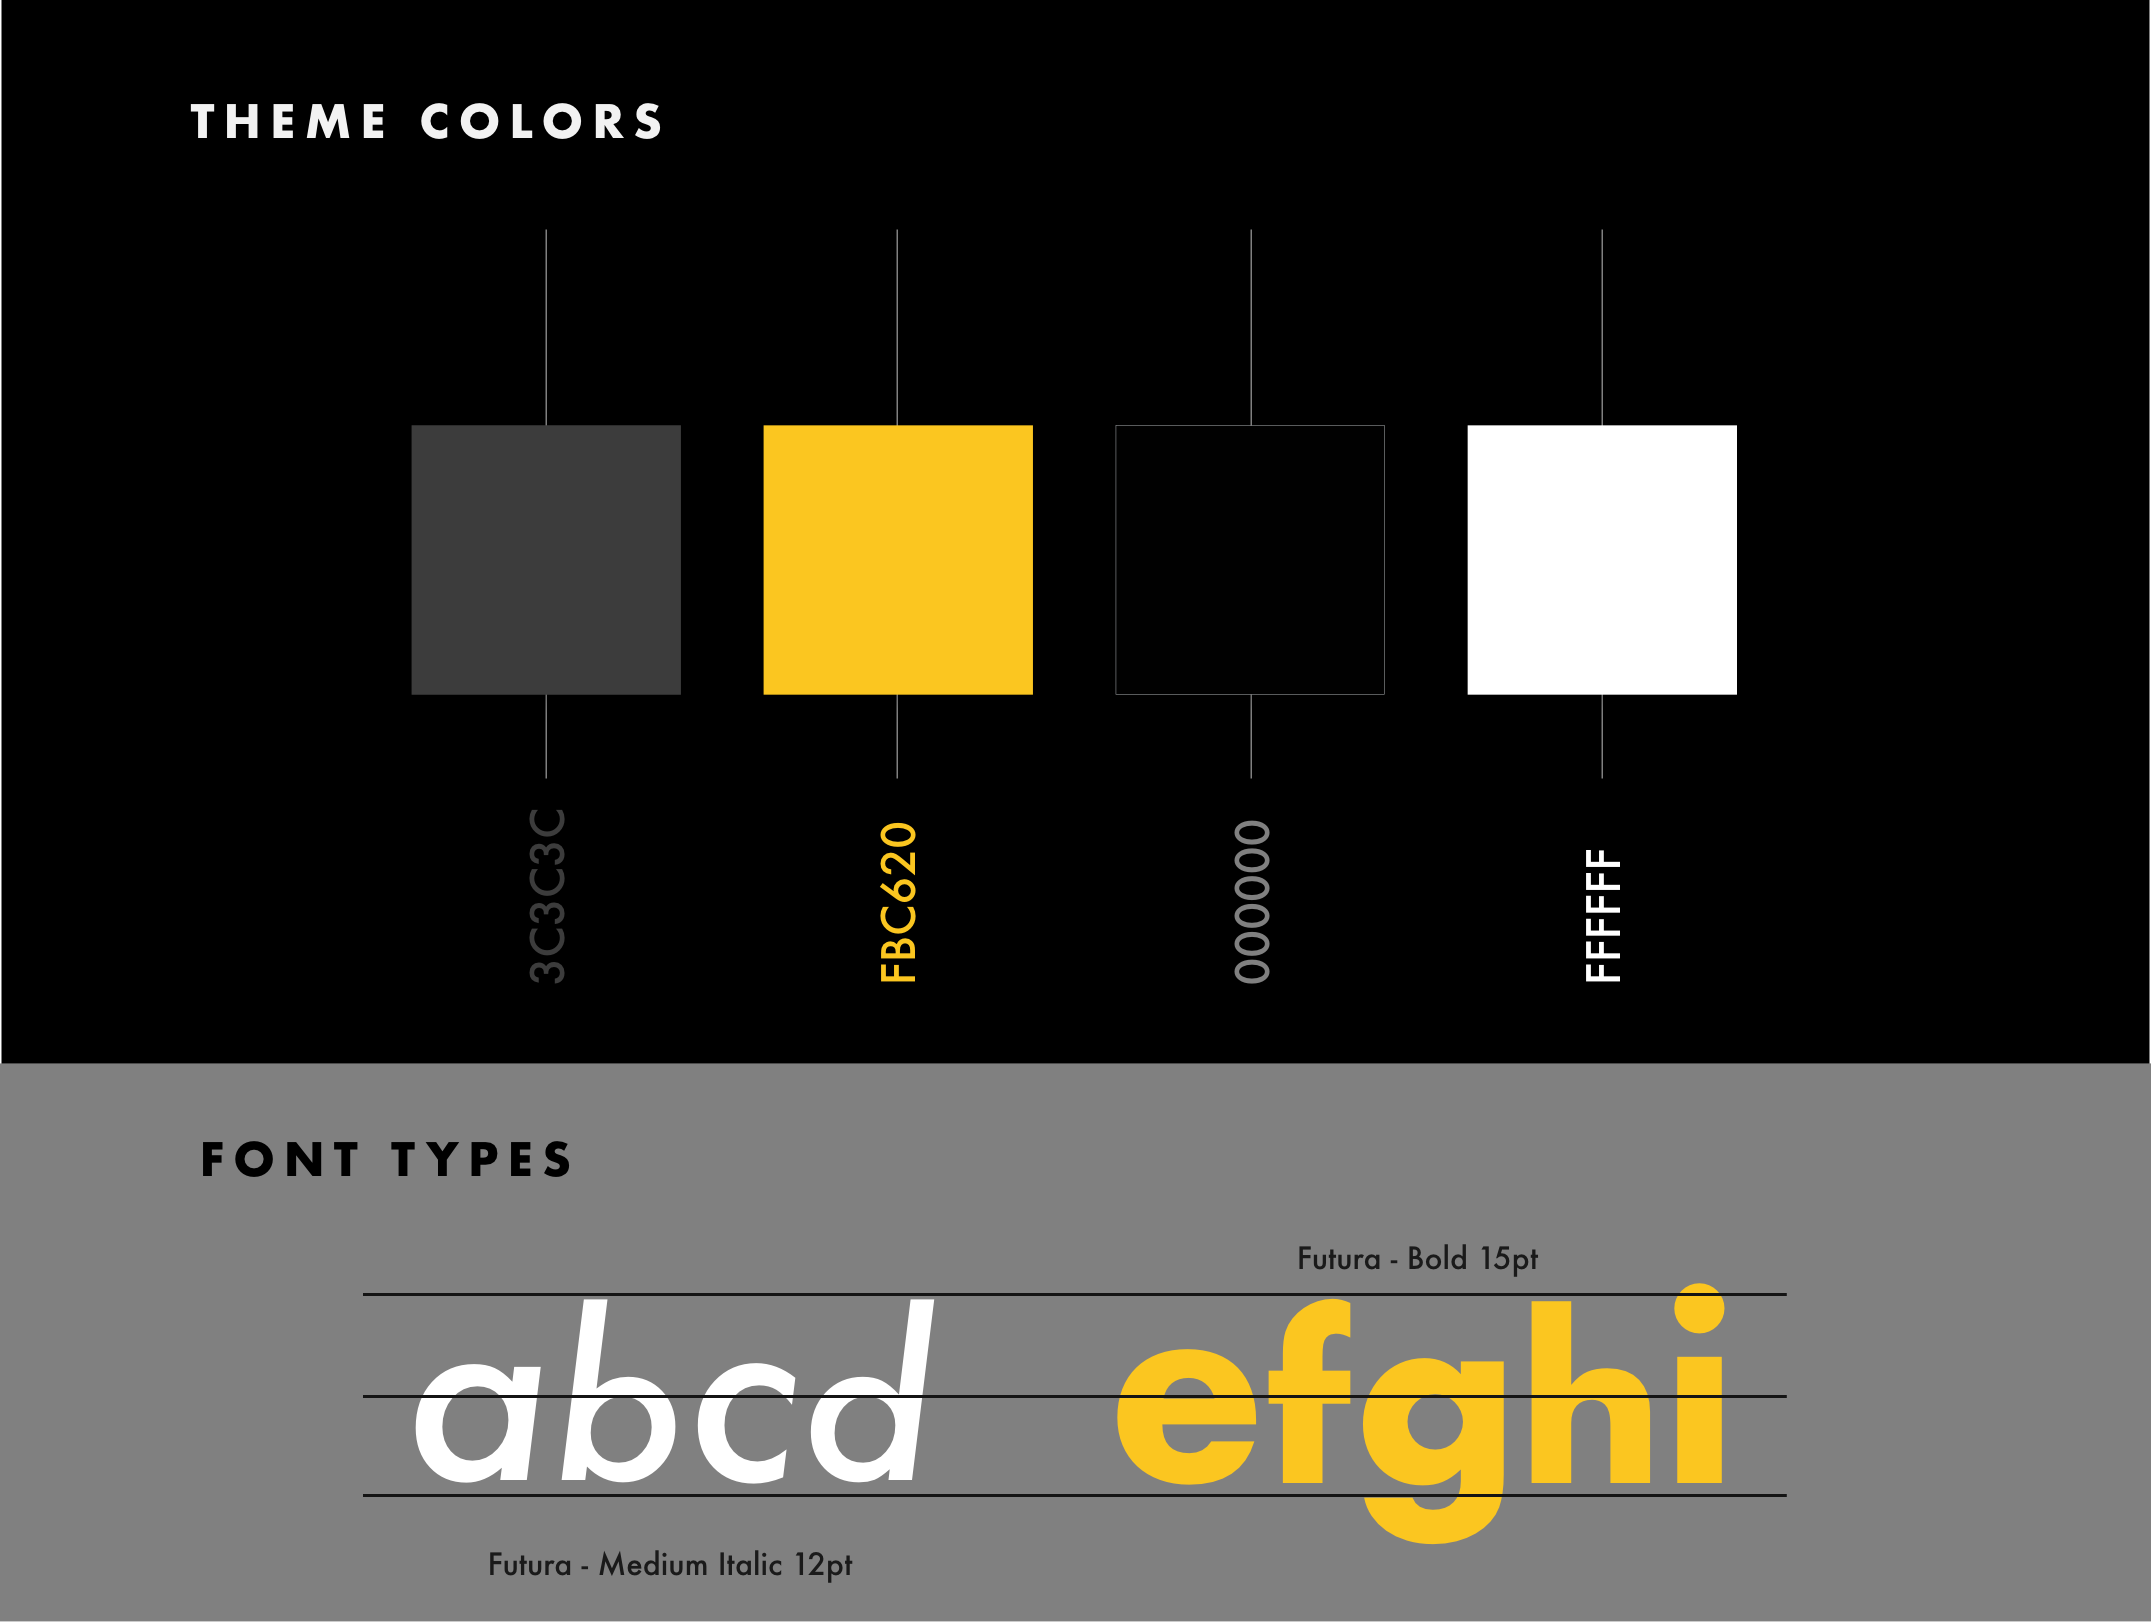 THEME COLORS
3C3C3C
FBC620
000000
FFFFFF
FONT TYPES
Futura - Bold 15pt
abcd efghi
Futura - Medium Italic 12pt